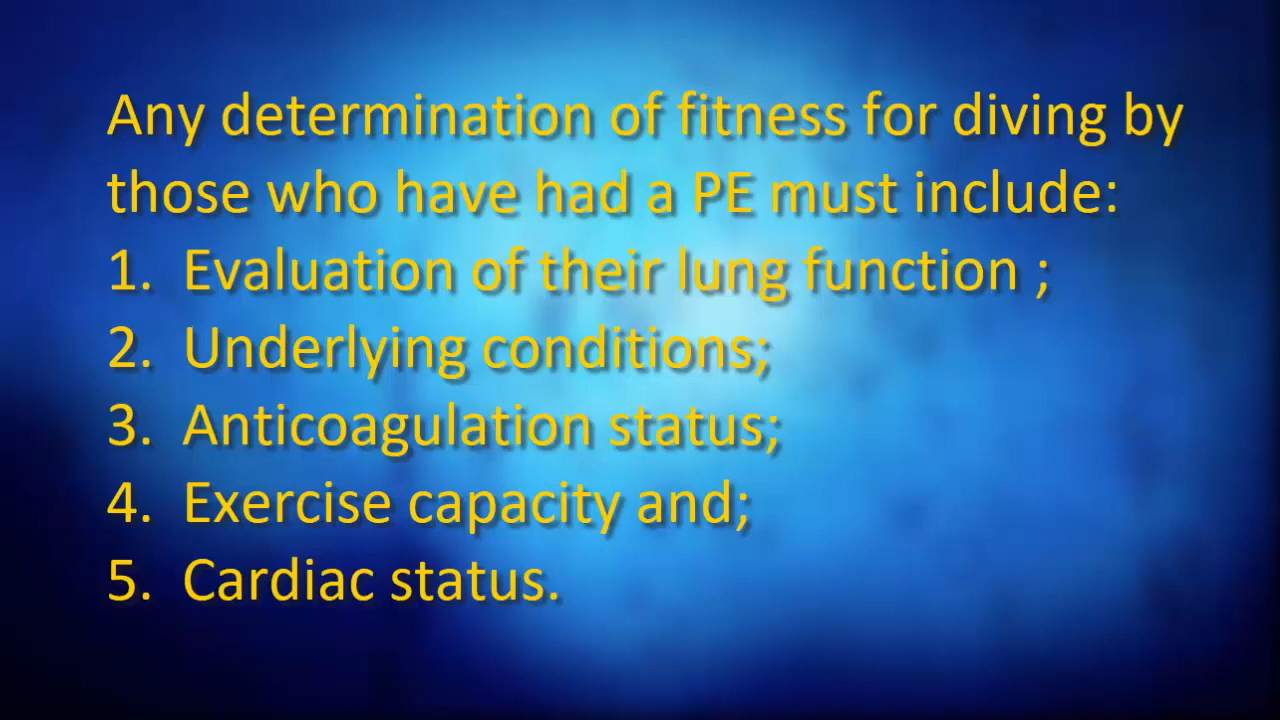 Any determination of fitness for diving by
those who have had a PE must include:
1. Evaluation of their lung function ;
2. Underlying conditions;
3. Anticoagulation status;
4. Exercise capacity and;
5. Cardiac status.